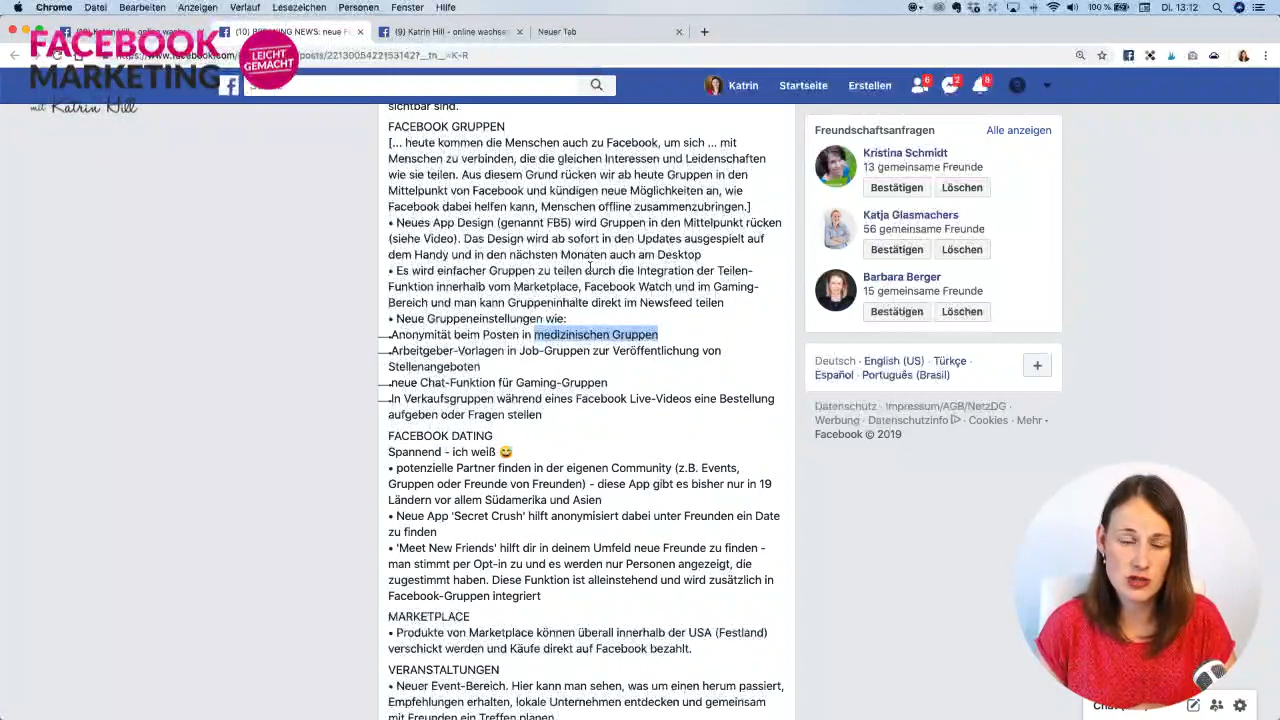 Chrome Datei Bearbeiten Ansicht Verlauf Lesezeichen Personen Fenster Hilfe 100 % Di. 13:12
Katrin Hill - online wachs
(10) BREAKING NEWS: neue F
(9) Katrin Hill - online wachse
Neuer Tab
FACEBOOK
MARKETING
LEICHT
GEMACHT
mit Katrin Hill
Katrin Startseite Erstellen 6 2 8
sichtbar sind.
FACEBOOK GRUPPEN
[... heute kommen die Menschen auch zu Facebook, um sich ... mit
Menschen zu verbinden, die die gleichen Interessen und Leidenschaften
wie sie teilen. Aus diesem Grund rücken wir ab heute Gruppen in den
Mittelpunkt von Facebook und kündigen neue Möglichkeiten an, wie
Facebook dabei helfen kann, Menschen offline zusammenzubringen.]
• Neues App Design (genannt FB5) wird Gruppen in den Mittelpunkt rücken
(siehe Video). Das Design wird ab sofort in den Updates ausgespielt auf
dem Handy und in den nächsten Monaten auch am Desktop
• Es wird einfacher Gruppen zu teilen durch die Integration der Teilen-
Funktion innerhalb vom Marketplace, Facebook Watch und im Gaming-
Bereich und man kann Gruppeninhalte direkt im Newsfeed teilen
• Neue Gruppeneinstellungen wie:
Anonymität beim Posten in medizinischen Gruppen
Arbeitgeber-Vorlagen in Job-Gruppen zur Veröffentlichung von
Stellenangeboten
neue Chat-Funktion für Gaming-Gruppen
In Verkaufsgruppen während eines Facebook Live-Videos eine Bestellung
aufgeben oder Fragen stellen
FACEBOOK DATING
Spannend - ich weiß 😅
• potenzielle Partner finden in der eigenen Community (z.B. Events,
Gruppen oder Freunde von Freunden) - diese App gibt es bisher nur in 19
Ländern vor allem Südamerika und Asien
• Neue App 'Secret Crush' hilft anonymisiert dabei unter Freunden ein Date
zu finden
• 'Meet New Friends' hilft dir in deinem Umfeld neue Freunde zu finden -
man stimmt per Opt-in zu und es werden nur Personen angezeigt, die
zugestimmt haben. Diese Funktion ist alleinstehend und wird zusätzlich in
Facebook-Gruppen integriert
MARKETPLACE
• Produkte von Marketplace können überall innerhalb der USA (Festland)
verschickt werden und Käufe direkt auf Facebook bezahlt.
VERANSTALTUNGEN
• Neuer Event-Bereich. Hier kann man sehen, was um einen herum passiert,
Empfehlungen erhalten, lokale Unternehmen entdecken und gemeinsam
mit Freunden ein Treffen planen
Freundschaftsanfragen Alle anzeigen
Kristina Schmidt
13 gemeinsame Freunde
Bestätigen Löschen
Katja Glasmachers
56 gemeinsame Freunde
Bestätigen Löschen
Barbara Berger
15 gemeinsame Freunde
Bestätigen Löschen
Deutsch · English (US) · Türkçe ·
Español · Português (Brasil)
Datenschutz · Impressum/AGB/NetzDG ·
Werbung · Datenschutzinfo · Cookies · Mehr ·
Facebook © 2019